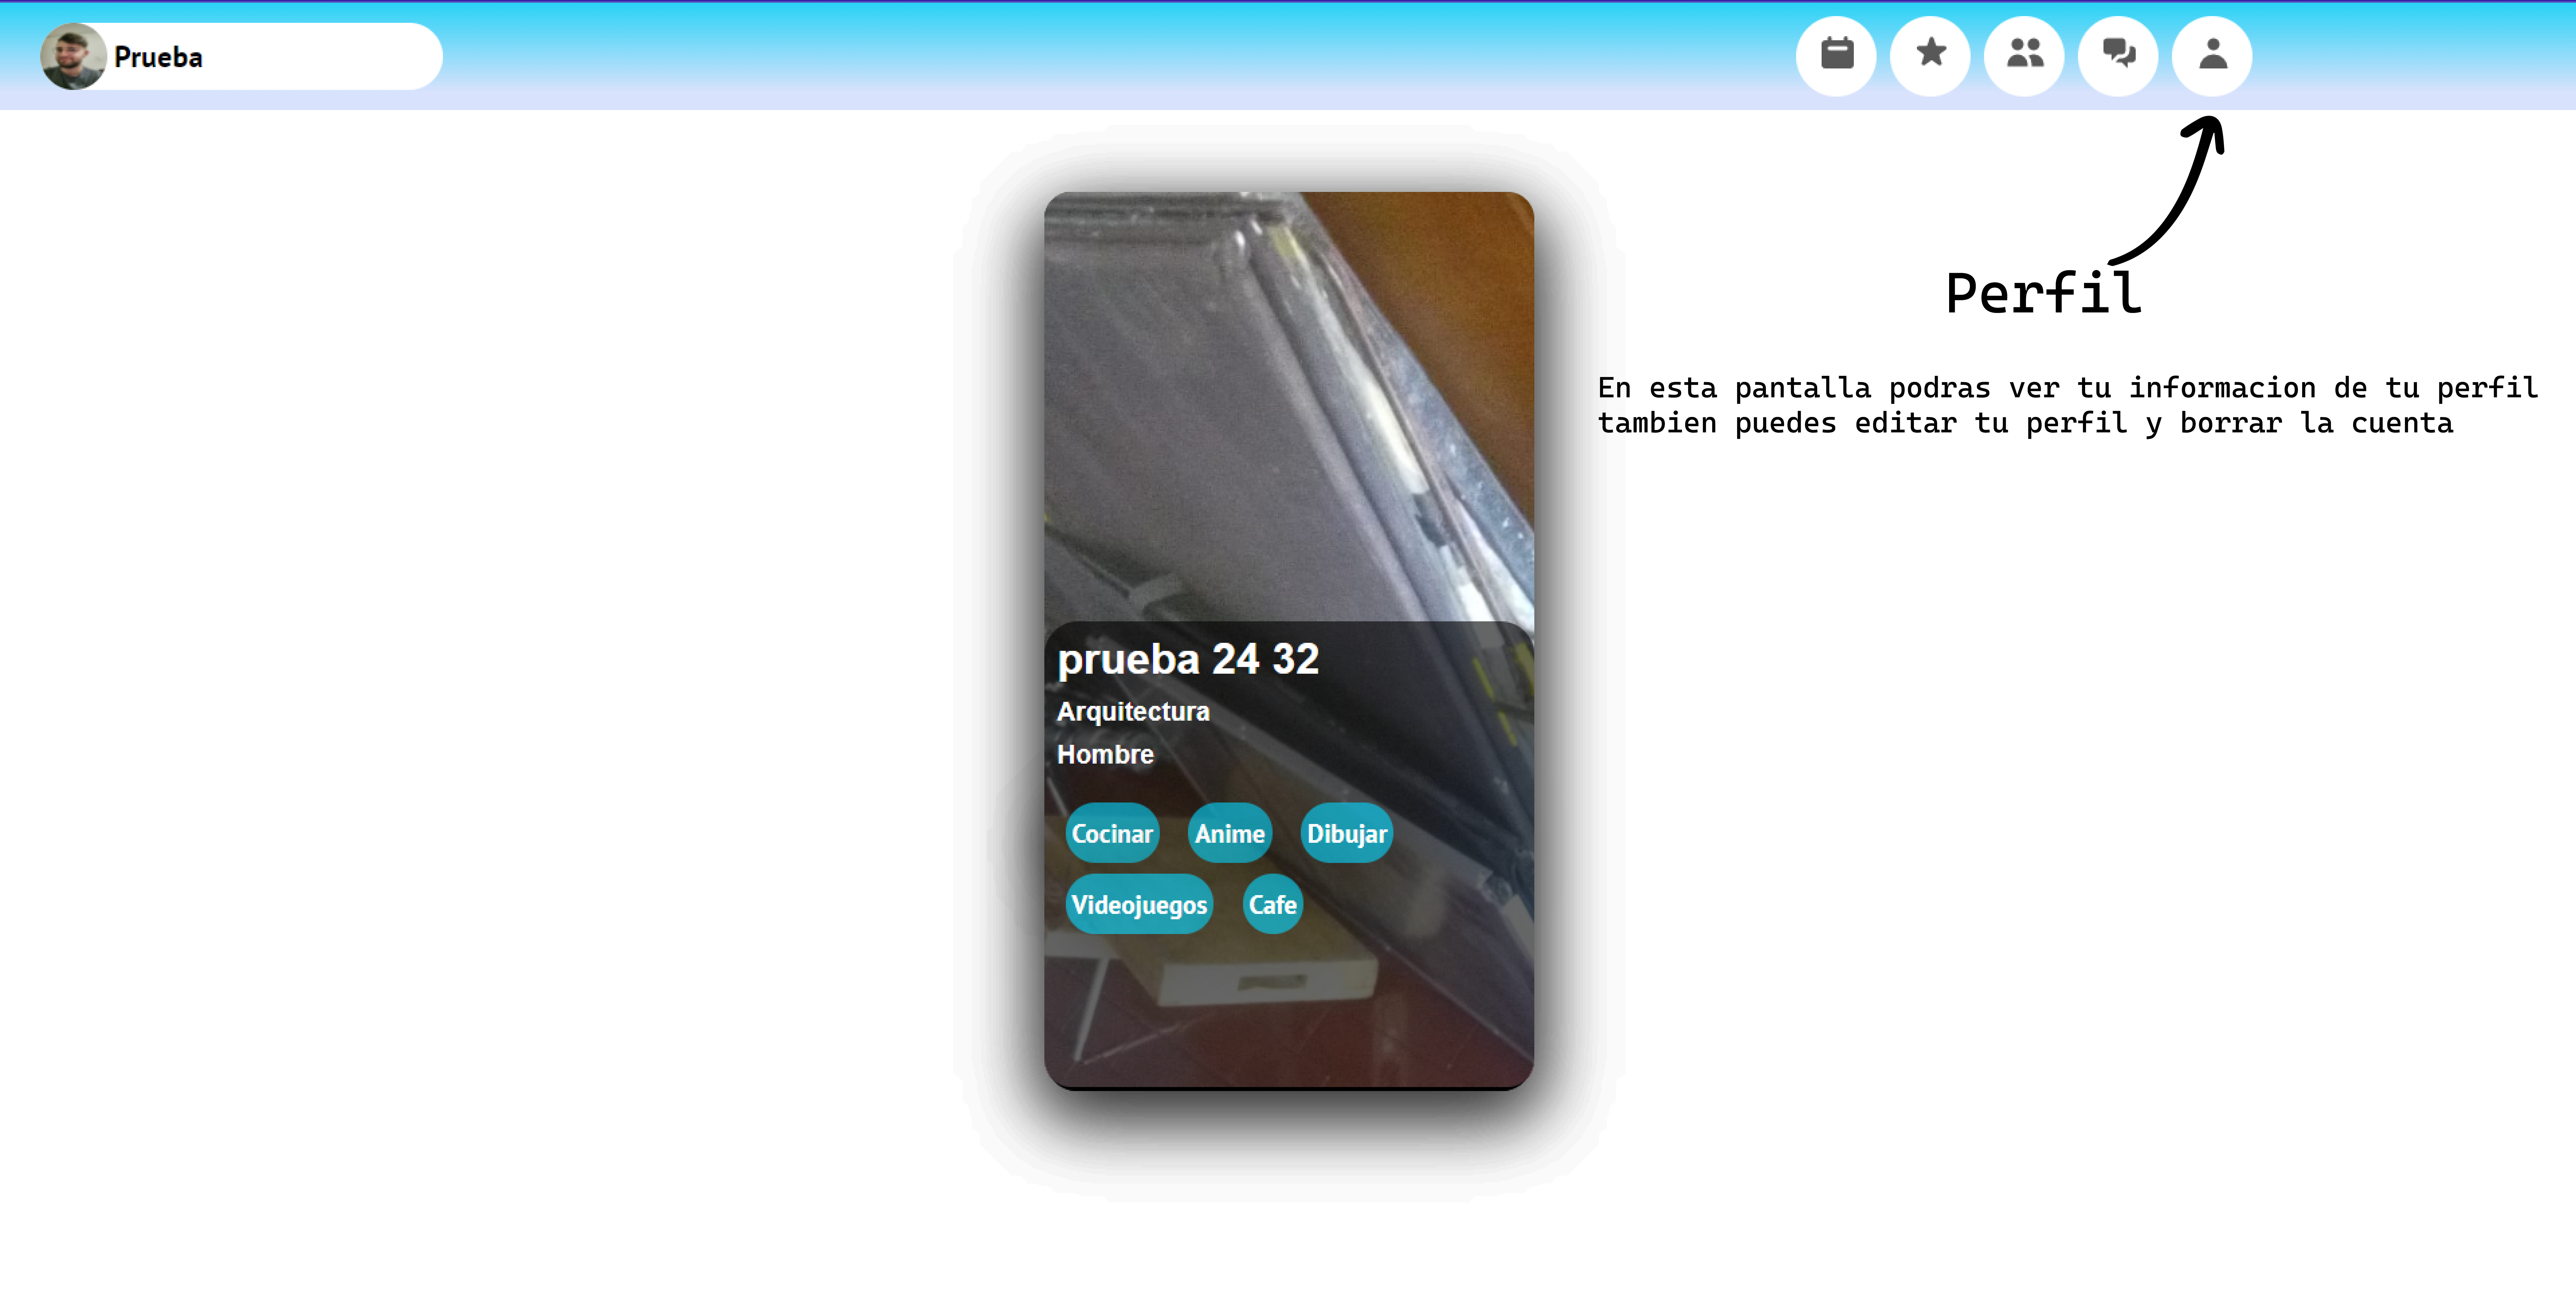 Prueba
Perfil
En esta pantalla podras ver tu informacion de tu perfil
tambien puedes editar tu perfil y borrar la cuenta
prueba 24 32
Arquitectura
Hombre
Cocinar Anime Dibujar
Videojuegos Cafe